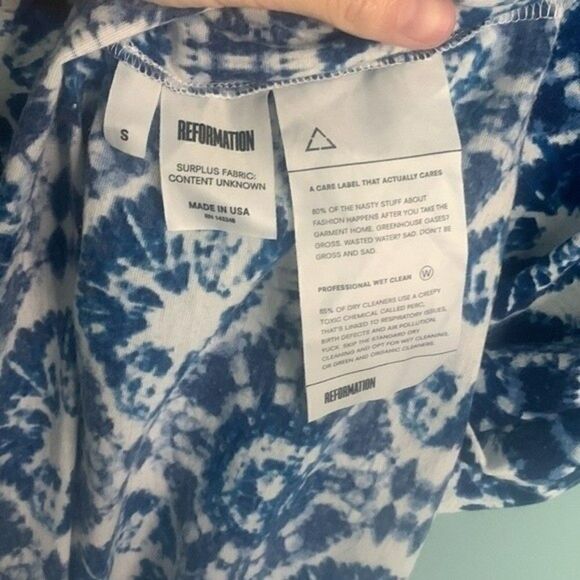 S
REFORMATION
SURPLUS FABRIC:
CONTENT UNKNOWN
MADE IN USA
A CARE LABEL THAT ACTUALLY CARES
80% OF THE NASTY STUFF ABOUT
FASHION HAPPENS AFTER YOU TAKE THE
GARMENT HOME. GREENHOUSE GASES?
GROSS. WASTED WATER? SAD. DON'T BE
GROSS AND SAD.
PROFESSIONAL WET CLEAN W
85% OF DRY CLEANERS USE A CREEPY
TOXIC CHEMICAL CALLED PERC,
THAT'S LINKED TO RESPIRATORY ISSUES,
BIRTH DEFECTS AND AIR POLLUTION.
YUCK. SKIP THE STANDARD DRY
CLEANING AND OPT FOR WET CLEANING,
OR GREEN AND ORGANIC CLEANERS.
REFORMATION